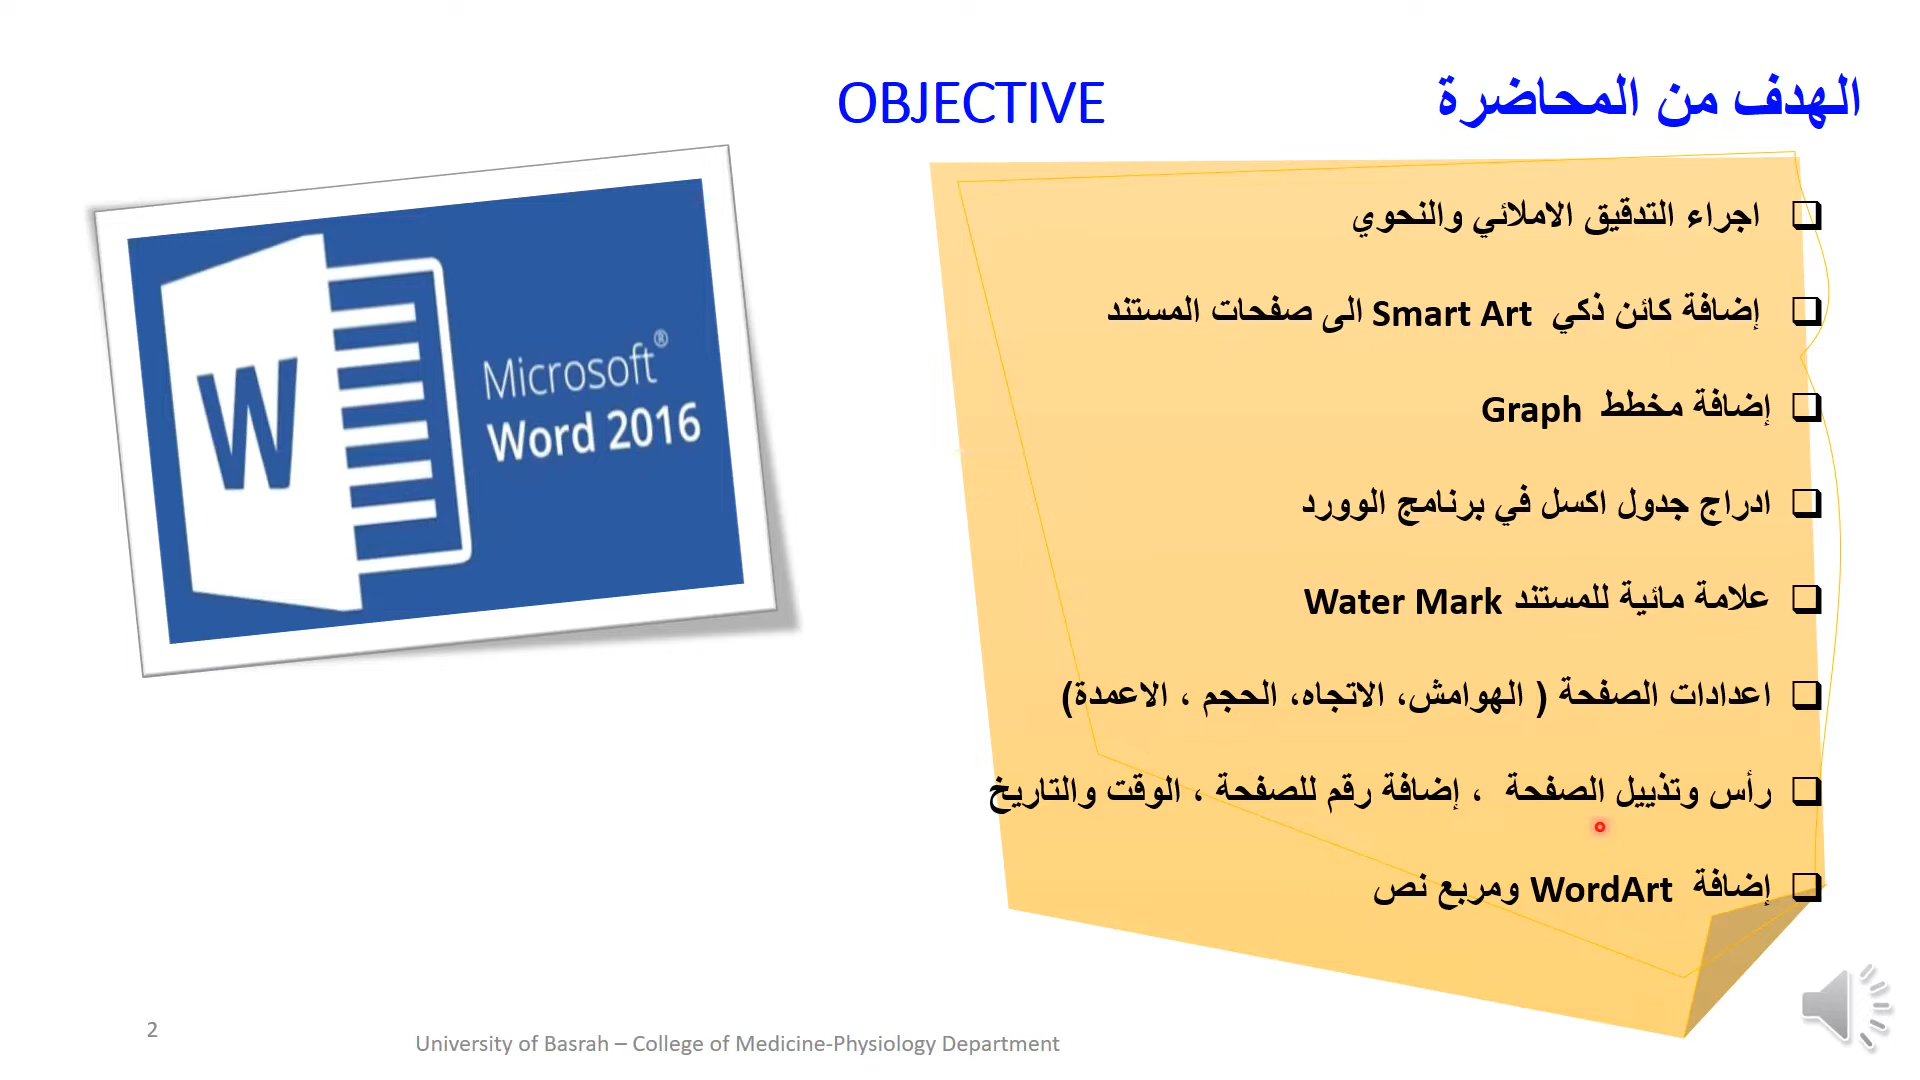 الهدف من المحاضرة
OBJECTIVE
اجراء التدقيق الاملائي والنحوي
إضافة كائن ذكي Smart Art الى صفحات المستند
إضافة مخطط Graph
ادراج جدول اكسل في برنامج الوورد
علامة مائية للمستند Water Mark
اعدادات الصفحة ( الهوامش، الاتجاه، الحجم ، الاعمدة)
رأس وتذييل الصفحة ، إضافة رقم للصفحة ، الوقت والتاريخ
إضافة WordArt ومربع نص
W
Microsoft®
Word 2016
2
University of Basrah – College of Medicine-Physiology Department